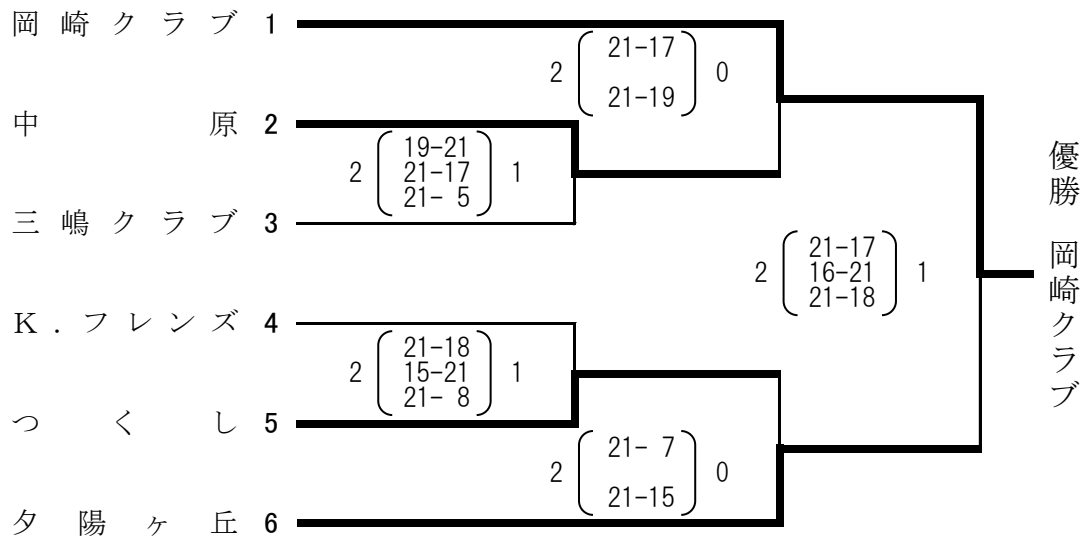 岡崎クラブ 1
2 21-17 0
21-19
中原 2
19-21
2 21-17 1
21- 5
三嶋クラブ 3
優勝 岡崎クラブ
21-17
2 16-21 1
21-18
K.フレンズ 4
21-18
2 15-21 1
21- 8
つくし 5
21- 7
2 0
21-15
夕陽ヶ丘 6